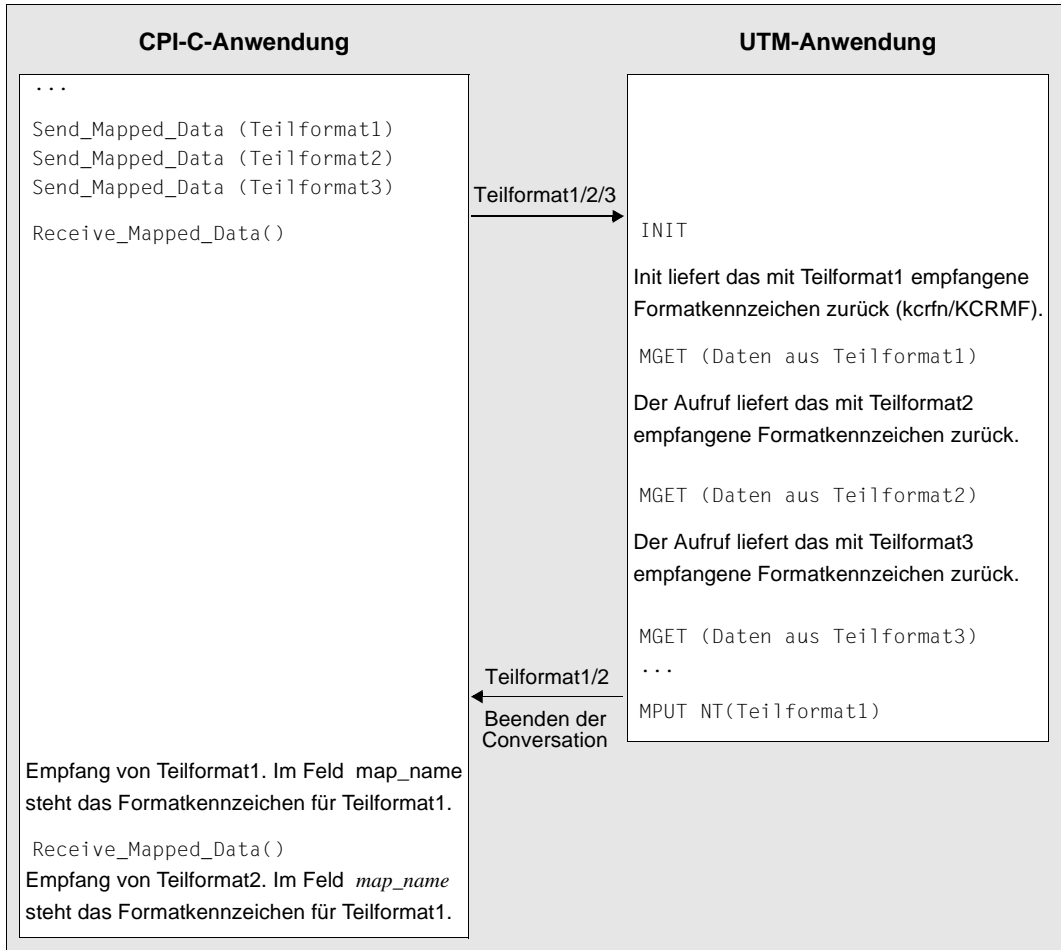 CPI-C-Anwendung
UTM-Anwendung
...
Send_Mapped_Data (Teilformat1)
Send_Mapped_Data (Teilformat2)
Send_Mapped_Data (Teilformat3)
Receive_Mapped_Data()
Teilformat1/2/3
INIT
Init liefert das mit Teilformat1 empfangene
Formatkennzeichen zurück (kcrfn/KCRMF).
MGET (Daten aus Teilformat1)
Der Aufruf liefert das mit Teilformat2
empfangene Formatkennzeichen zurück.
MGET (Daten aus Teilformat2)
Der Aufruf liefert das mit Teilformat3
empfangene Formatkennzeichen zurück.
MGET (Daten aus Teilformat3)
...
MPUT NT(Teilformat1)
Teilformat1/2
Beenden der
Conversation
Empfang von Teilformat1. Im Feld map_name
steht das Formatkennzeichen für Teilformat1.
Receive_Mapped_Data()
Empfang von Teilformat2. Im Feld map_name
steht das Formatkennzeichen für Teilformat1.